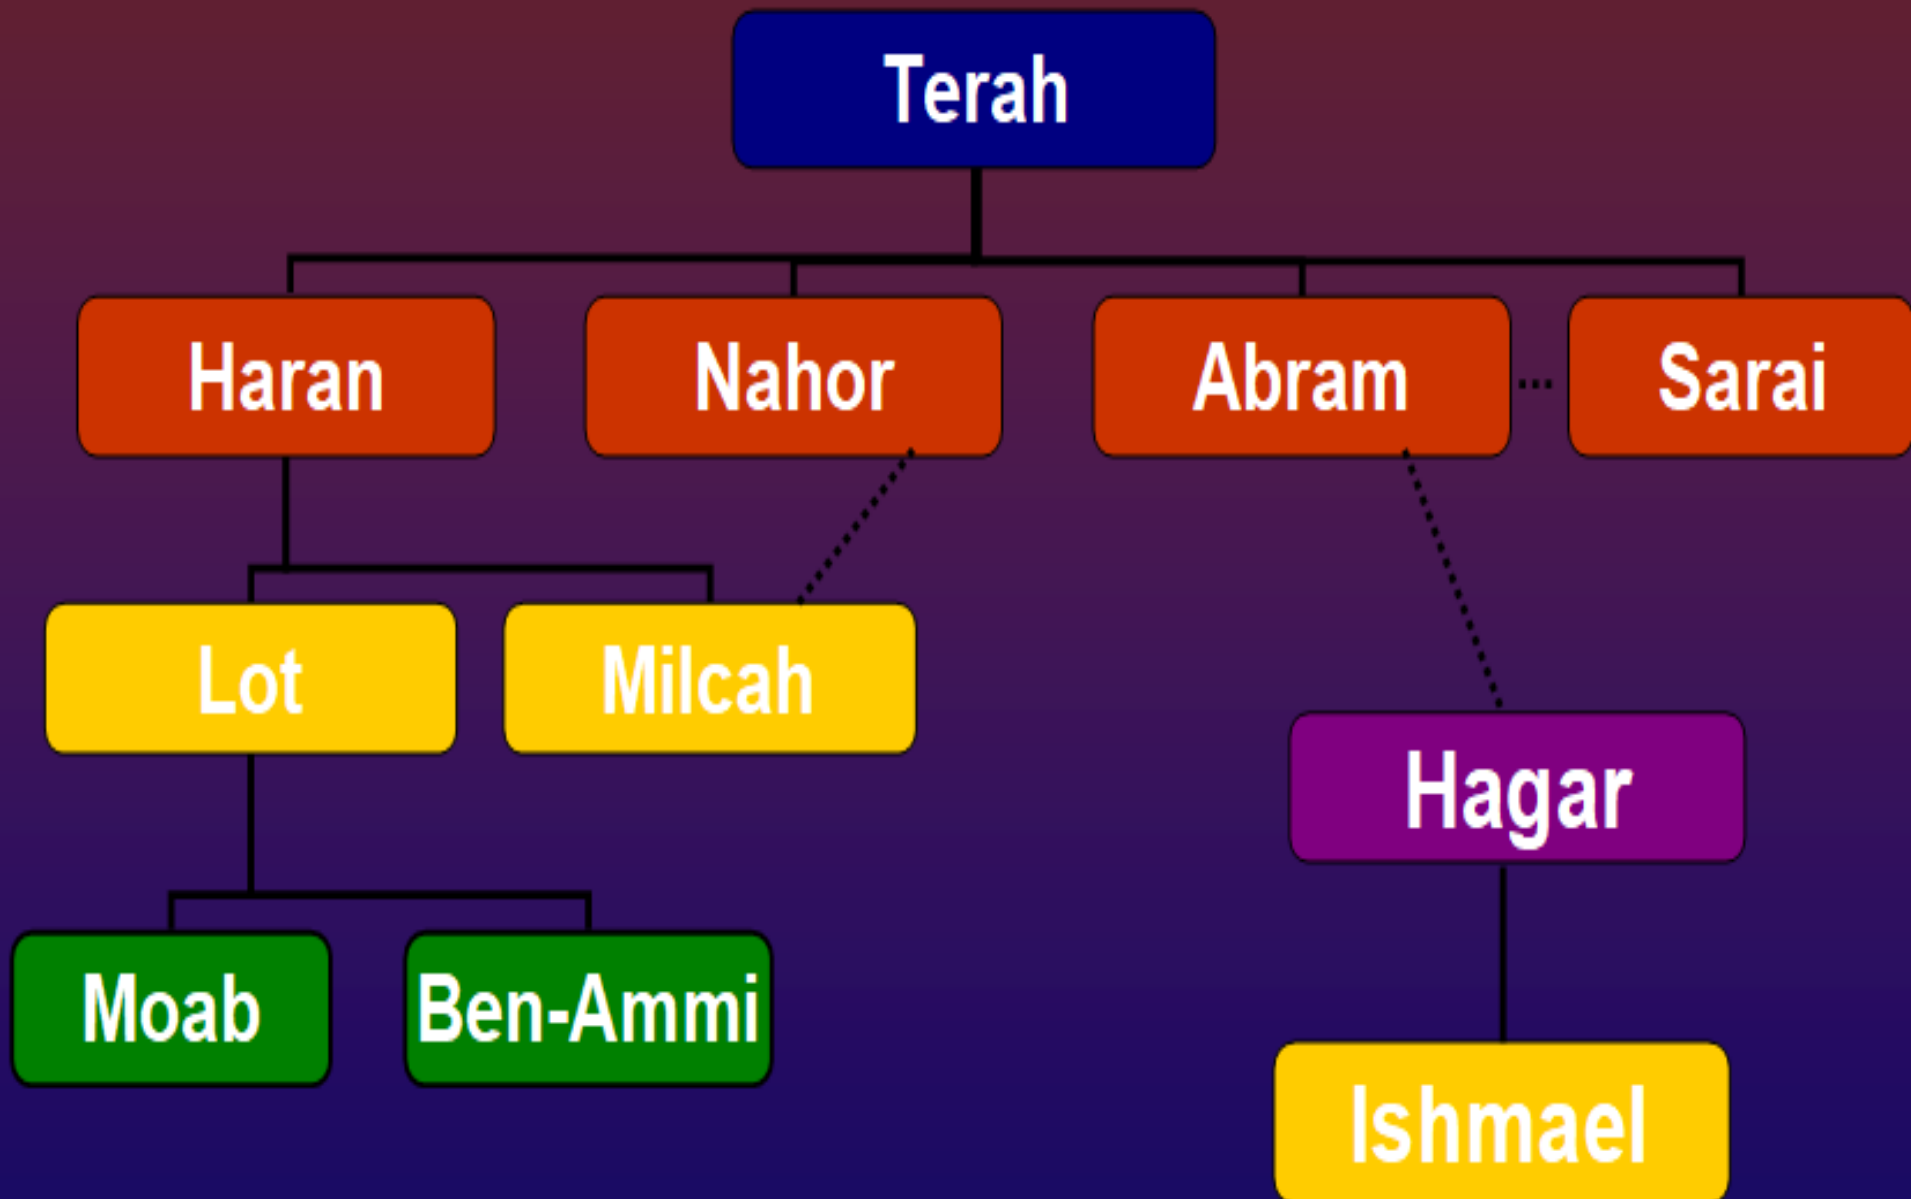 Terah
Haran
Nahor
Abram
Sarai
Lot
Milcah
Hagar
Moab
Ben-Ammi
Ishmael